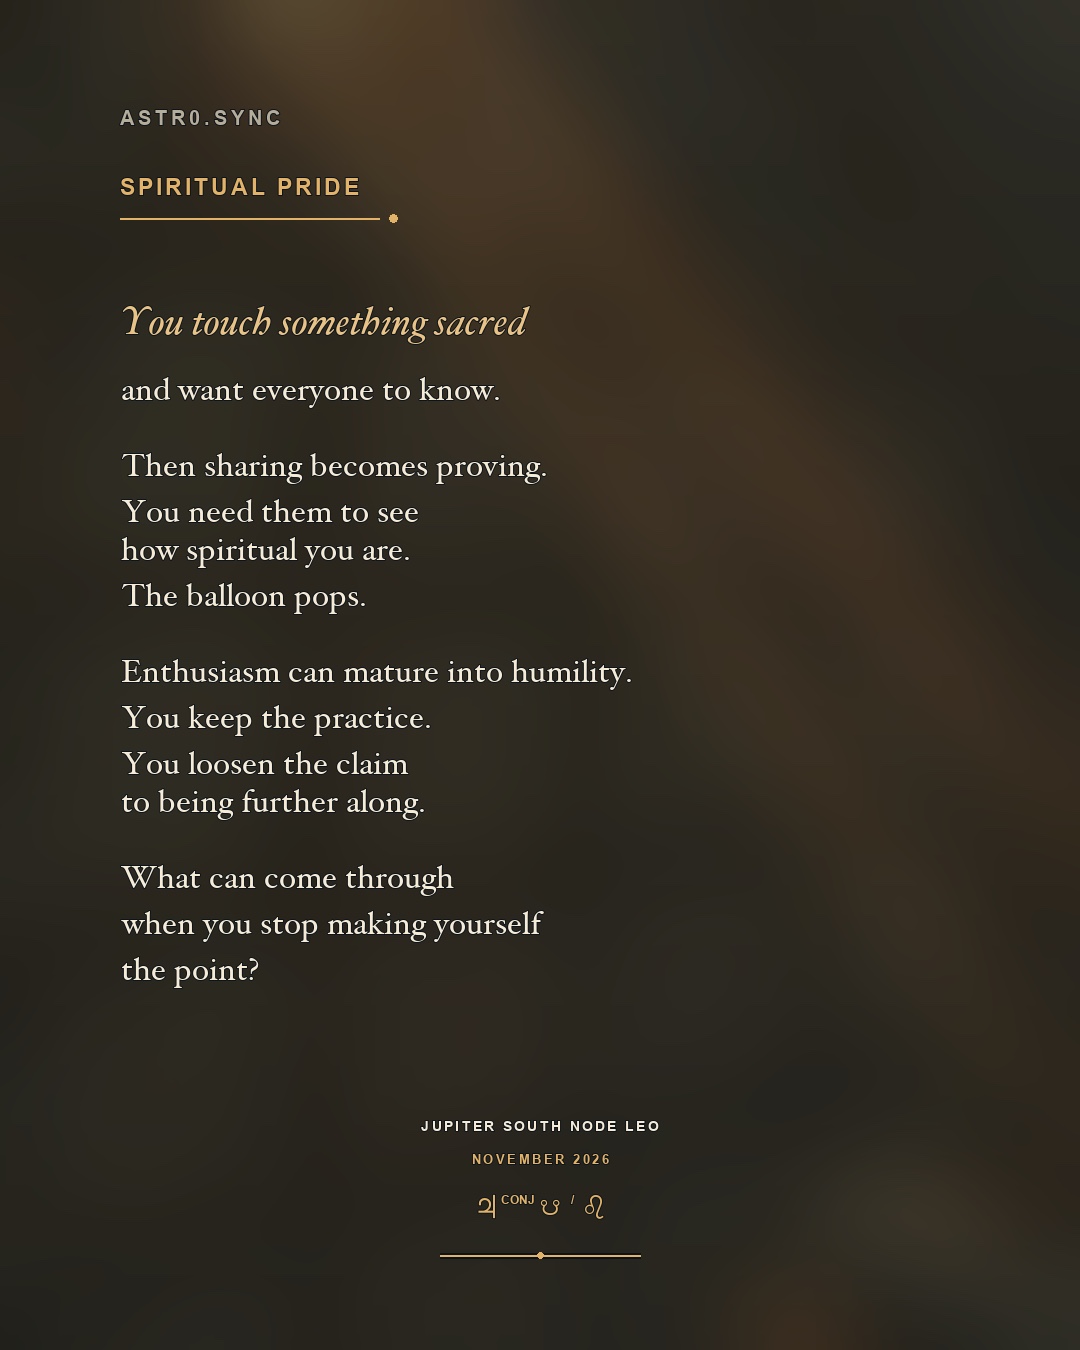 ASTR0.SYNC
SPIRITUAL PRIDE
You touch something sacred
and want everyone to know.
Then sharing becomes proving.
You need them to see
how spiritual you are.
The balloon pops.
Enthusiasm can mature into humility.
You keep the practice.
You loosen the claim
to being further along.
What can come through
when you stop making yourself
the point?
JUPITER SOUTH NODE LEO
NOVEMBER 2026
♃ CONJ ☋ / ♌